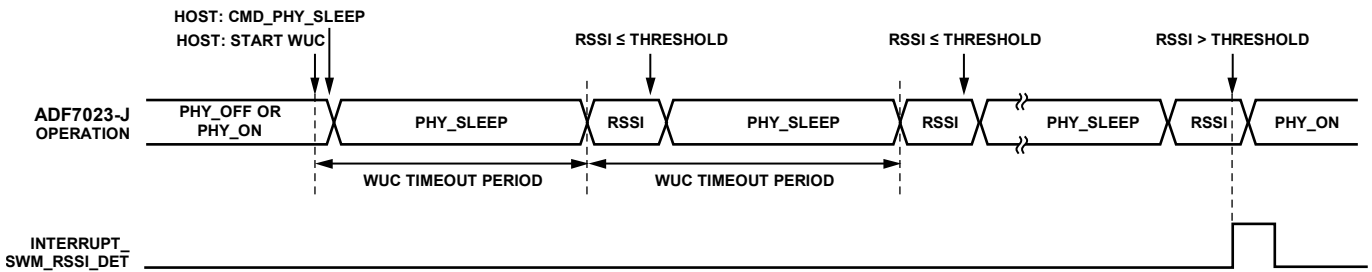 HOST: CMD_PHY_SLEEP
HOST: START WUC
RSSI ≤ THRESHOLD
RSSI ≤ THRESHOLD
RSSI > THRESHOLD
ADF7023-J
OPERATION
PHY_OFF OR
PHY_ON
PHY_SLEEP
RSSI
PHY_SLEEP
RSSI
PHY_SLEEP
RSSI
PHY_ON
WUC TIMEOUT PERIOD
WUC TIMEOUT PERIOD
INTERRUPT_
SWM_RSSI_DET